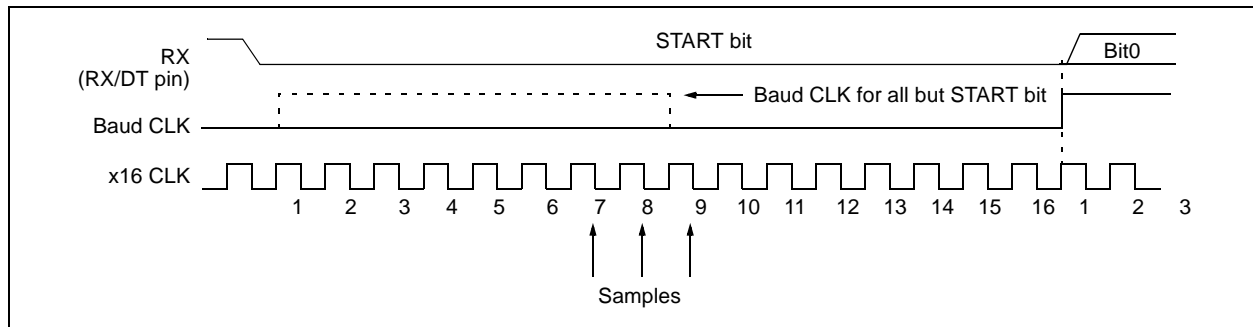 START bit
RX
(RX/DT pin)
Bit0
Baud CLK for all but START bit
Baud CLK
x16 CLK
1 2 3 4 5 6 7 8 9 10 11 12 13 14 15 16 1 2 3
Samples